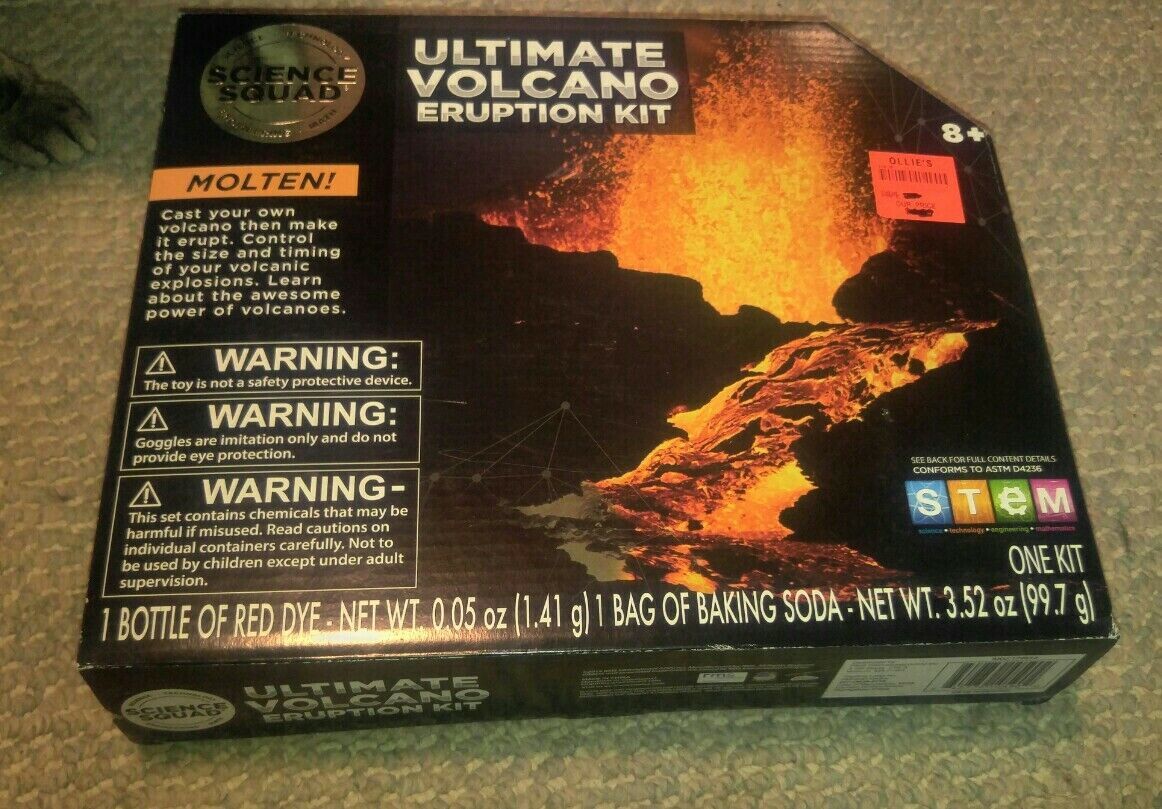 SCIENCE
SQUAD
ULTIMATE
VOLCANO
ERUPTION KIT
8+
OLLIE'S
OUR PRICE
MOLTEN!
Cast your own
volcano then make
it erupt. Control
the size and timing
of your volcanic
explosions. Learn
about the awesome
power of volcanoes.
WARNING:
The toy is not a safety protective device.
WARNING:
Goggles are imitation only and do not
provide eye protection.
WARNING-
This set contains chemicals that may be
harmful if misused. Read cautions on
individual containers carefully. Not to
be used by children except under adult
supervision.
SEE BACK FOR FULL CONTENT DETAILS
CONFORMS TO ASTM D4236
STeM
science • technology • engineering • mathematics
ONE KIT
1 BOTTLE OF RED DYE - NET WT. 0.05 oz (1.41 g) 1 BAG OF BAKING SODA - NET WT. 3.52 oz (99.7 g)
SCIENCE
SQUAD
ULTIMATE
VOLCANO
ERUPTION KIT
rms